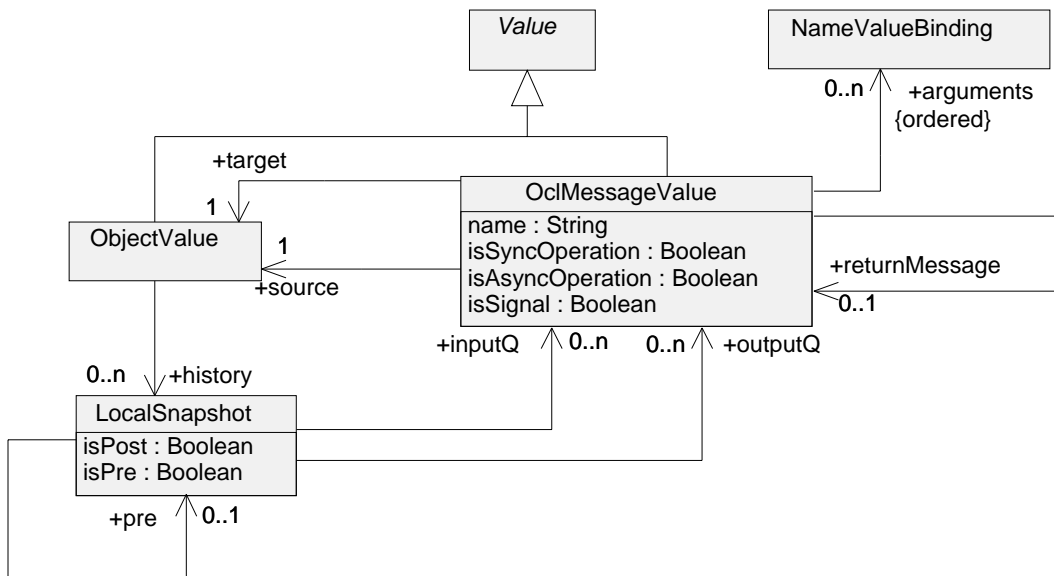 Value
NameValueBinding
0..n
+arguments
{ordered}
+target
1
OclMessageValue
name : String
isSyncOperation : Boolean
isAsyncOperation : Boolean
isSignal : Boolean
ObjectValue
1
+source
+returnMessage
0..1
+inputQ
0..n
0..n
+outputQ
0..n
+history
LocalSnapshot
isPost : Boolean
isPre : Boolean
+pre
0..1